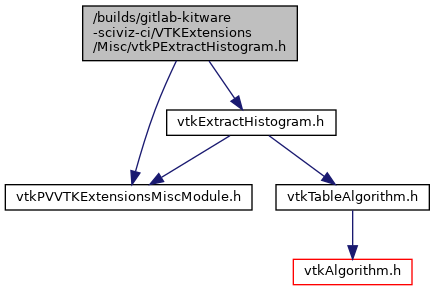 /builds/gitlab-kitware
-sciviz-ci/VTKExtensions
/Misc/vtkPExtractHistogram.h
vtkExtractHistogram.h
vtkPVVTKExtensionsMiscModule.h
vtkTableAlgorithm.h
vtkAlgorithm.h